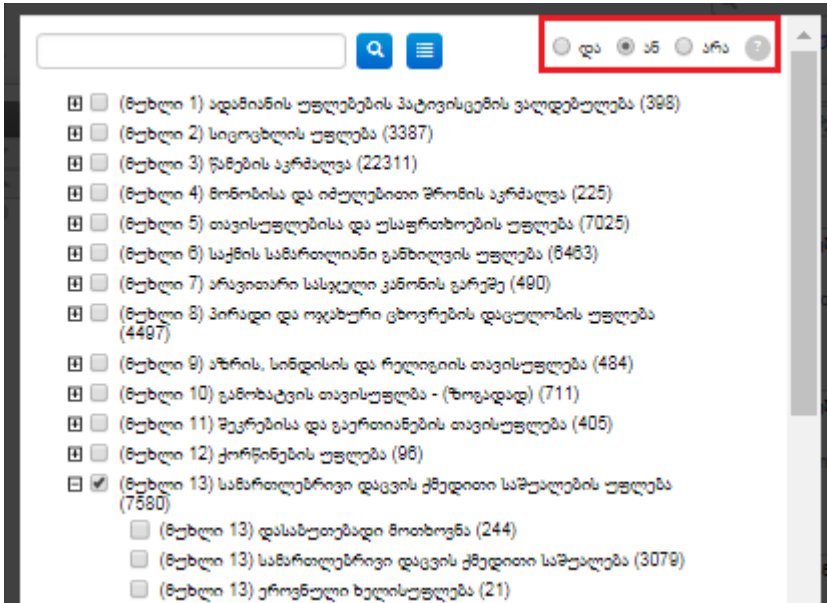 და ან არა ?
(მუხლი 1) ადამიანის უფლებების პატივისცემის ვალდებულება (398)
(მუხლი 2) სიცოცხლის უფლება (3387)
(მუხლი 3) წამების აკრძალვა (22311)
(მუხლი 4) მონობისა და იძულებითი შრომის აკრძალვა (225)
(მუხლი 5) თავისუფლებისა და უსაფრთხოების უფლება (7025)
(მუხლი 6) საქმის სამართლიანი განხილვის უფლება (6463)
(მუხლი 7) არავითარი სასჯელი კანონის გარეშე (490)
(მუხლი 8) პირადი და ოჯახური ცხოვრების დაცულობის უფლება
(4497)
(მუხლი 9) აზრის, სინდისის და რელიგიის თავისუფლება (484)
(მუხლი 10) გამოხატვის თავისუფლბა - (ზოგადად) (711)
(მუხლი 11) შეკრებისა და გაერთიანების თავისუფლება (405)
(მუხლი 12) ქორწინების უფლება (96)
(მუხლი 13) სამართლებრივი დაცვის ქმედითი საშუალების უფლება
(7580)
(მუხლი 13) დასაბუთებადი მოთხოვნა (244)
(მუხლი 13) სამართლებრივი დაცვის ქმედითი საშუალება (3079)
(მუხლი 13) ეროვნული ხელისუფლება (21)